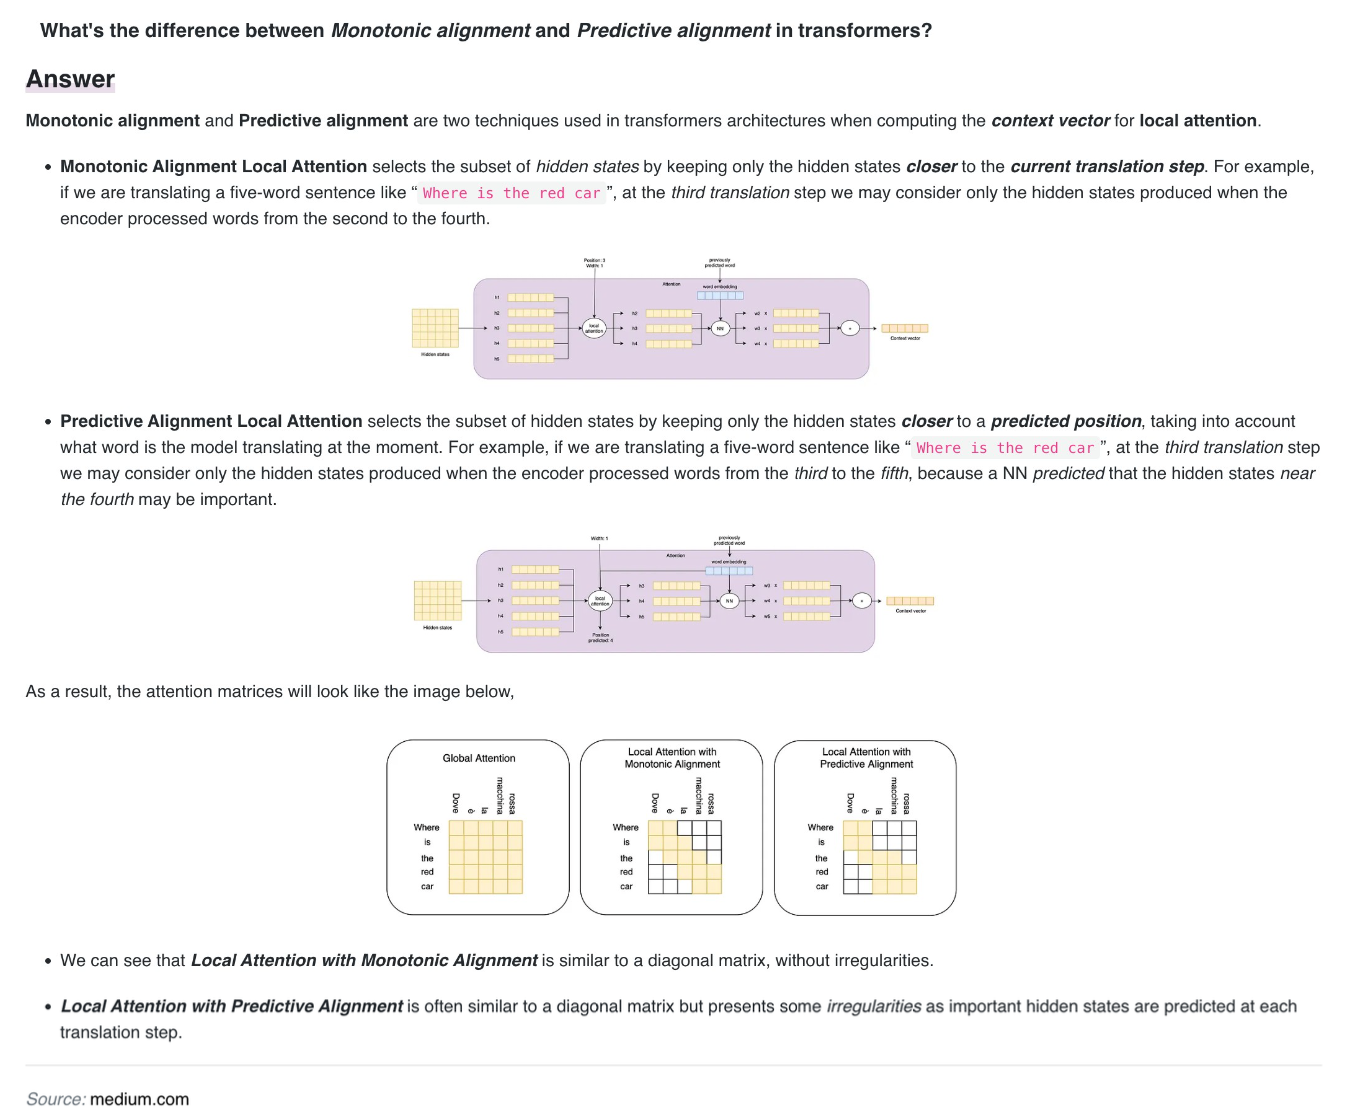 What's the difference between Monotonic alignment and Predictive alignment in transformers?
Answer
Monotonic alignment and Predictive alignment are two techniques used in transformers architectures when computing the context vector for local attention.
• Monotonic Alignment Local Attention selects the subset of hidden states by keeping only the hidden states closer to the current translation step. For example,
if we are translating a five-word sentence like “ Where is the red car ”, at the third translation step we may consider only the hidden states produced when the
encoder processed words from the second to the fourth.
Position: 3
Width: 1
previously
predicted word
Attention
word embedding
h1
h2
h3
h4
h5
local
attention
h2
h3
h4
NN
w2 x
w3 x
w4 x
+
Hidden states
Context vector
• Predictive Alignment Local Attention selects the subset of hidden states by keeping only the hidden states closer to a predicted position, taking into account
what word is the model translating at the moment. For example, if we are translating a five-word sentence like “ Where is the red car ”, at the third translation step
we may consider only the hidden states produced when the encoder processed words from the third to the fifth, because a NN predicted that the hidden states near
the fourth may be important.
Width: 1
previously
predicted word
Attention
word embedding
h1
h2
h3
h4
h5
local
attention
h3
h4
h5
NN
w3 x
w4 x
w5 x
+
Position
predicted: 4
Hidden states
Context vector
As a result, the attention matrices will look like the image below,
Global Attention
Dove
è
la
macchina
rossa
Where
is
the
red
car
Local Attention with
Monotonic Alignment
Dove
è
la
macchina
rossa
Where
is
the
red
car
Local Attention with
Predictive Alignment
Dove
è
la
macchina
rossa
Where
is
the
red
car
• We can see that Local Attention with Monotonic Alignment is similar to a diagonal matrix, without irregularities.
• Local Attention with Predictive Alignment is often similar to a diagonal matrix but presents some irregularities as important hidden states are predicted at each
translation step.
Source: medium.com